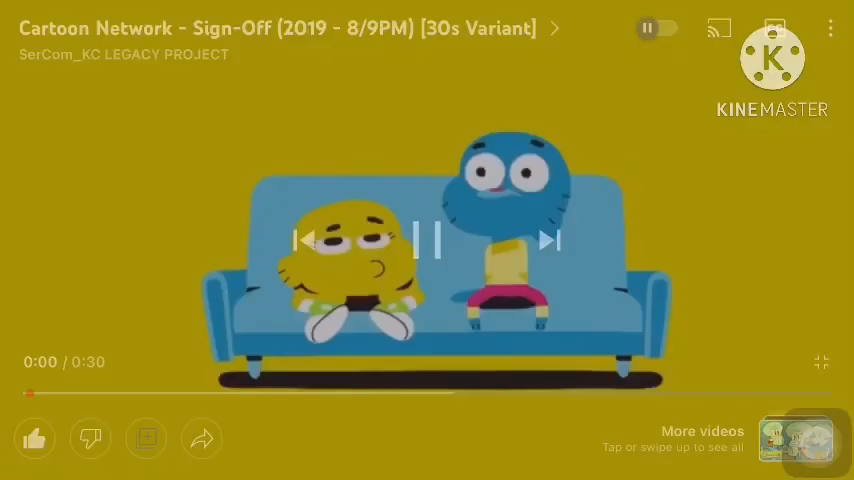 Cartoon Network - Sign-Off (2019 - 8/9PM) [30s Variant]
SerCom_KC LEGACY PROJECT
CC
K
KINEMASTER
0:00 / 0:30
More videos
Tap or swipe up to see all